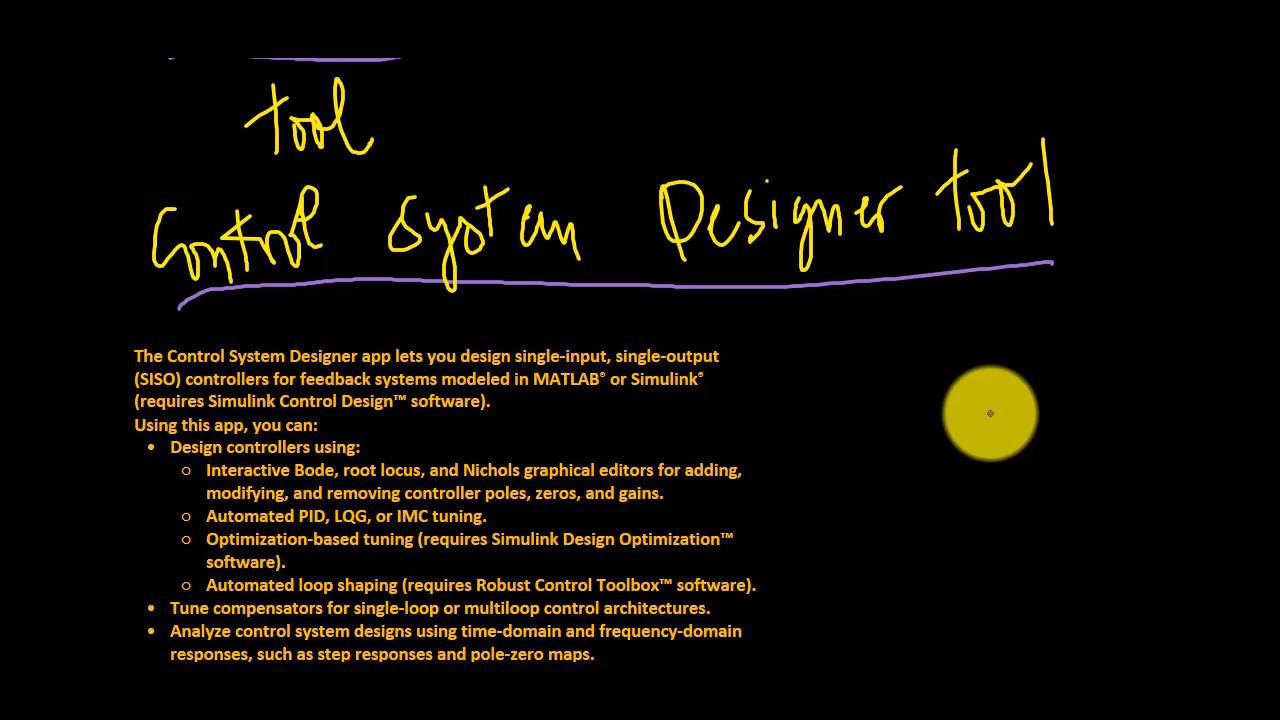 tool
Control System Designer tool
The Control System Designer app lets you design single-input, single-output
(SISO) controllers for feedback systems modeled in MATLAB® or Simulink®
(requires Simulink Control Design™ software).
Using this app, you can:
• Design controllers using:
○ Interactive Bode, root locus, and Nichols graphical editors for adding,
modifying, and removing controller poles, zeros, and gains.
○ Automated PID, LQG, or IMC tuning.
○ Optimization-based tuning (requires Simulink Design Optimization™
software).
○ Automated loop shaping (requires Robust Control Toolbox™ software).
• Tune compensators for single-loop or multiloop control architectures.
• Analyze control system designs using time-domain and frequency-domain
responses, such as step responses and pole-zero maps.